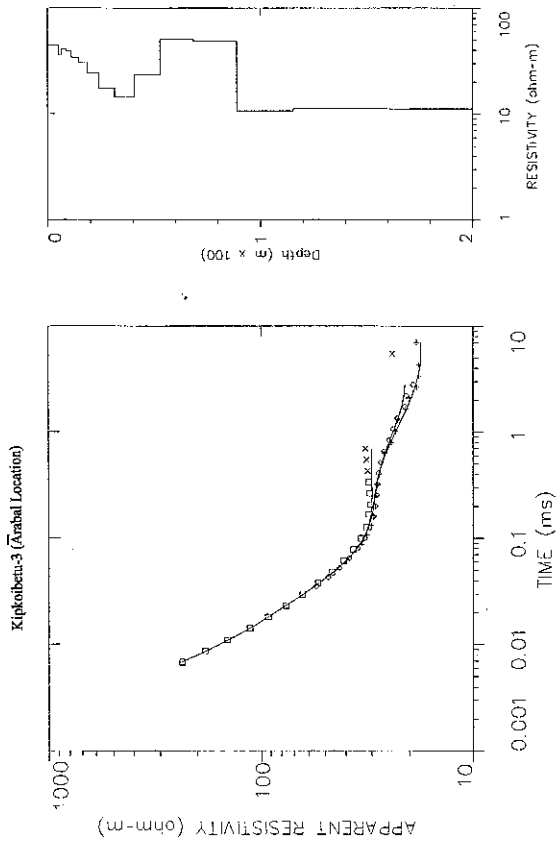 Kipkoibetu-3 (Arabal Location)
APPARENT RESISTIVITY (ohm-m)
1000
100
10
0.001
0.01
0.1
1
10
TIME (ms)
Depth (m x 100)
0
1
2
1
10
100
RESISTIVITY (ohm-m)